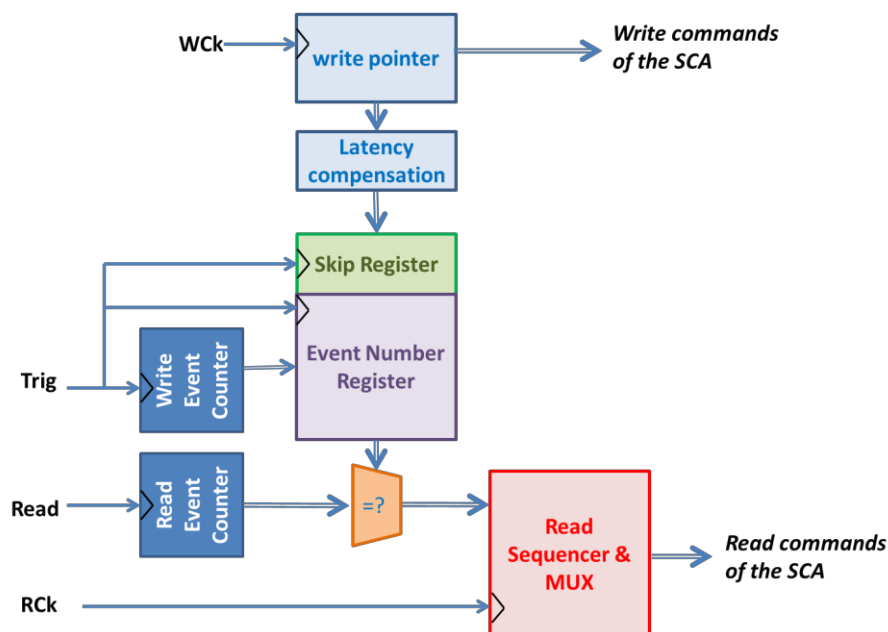 WCk
write pointer
Write commands
of the SCA
Latency
compensation
Skip Register
Event Number
Register
Trig
Write
Event
Counter
Read
Read
Event
Counter
=?
Read
Sequencer &
MUX
Read commands
of the SCA
RCk